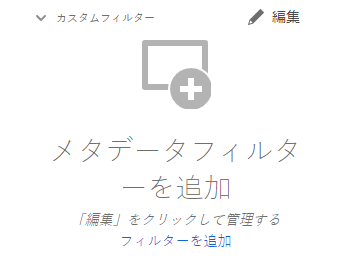 カスタムフィルター
編集
メタデータフィルタ
ーを追加
「編集」をクリックして管理する
フィルターを追加